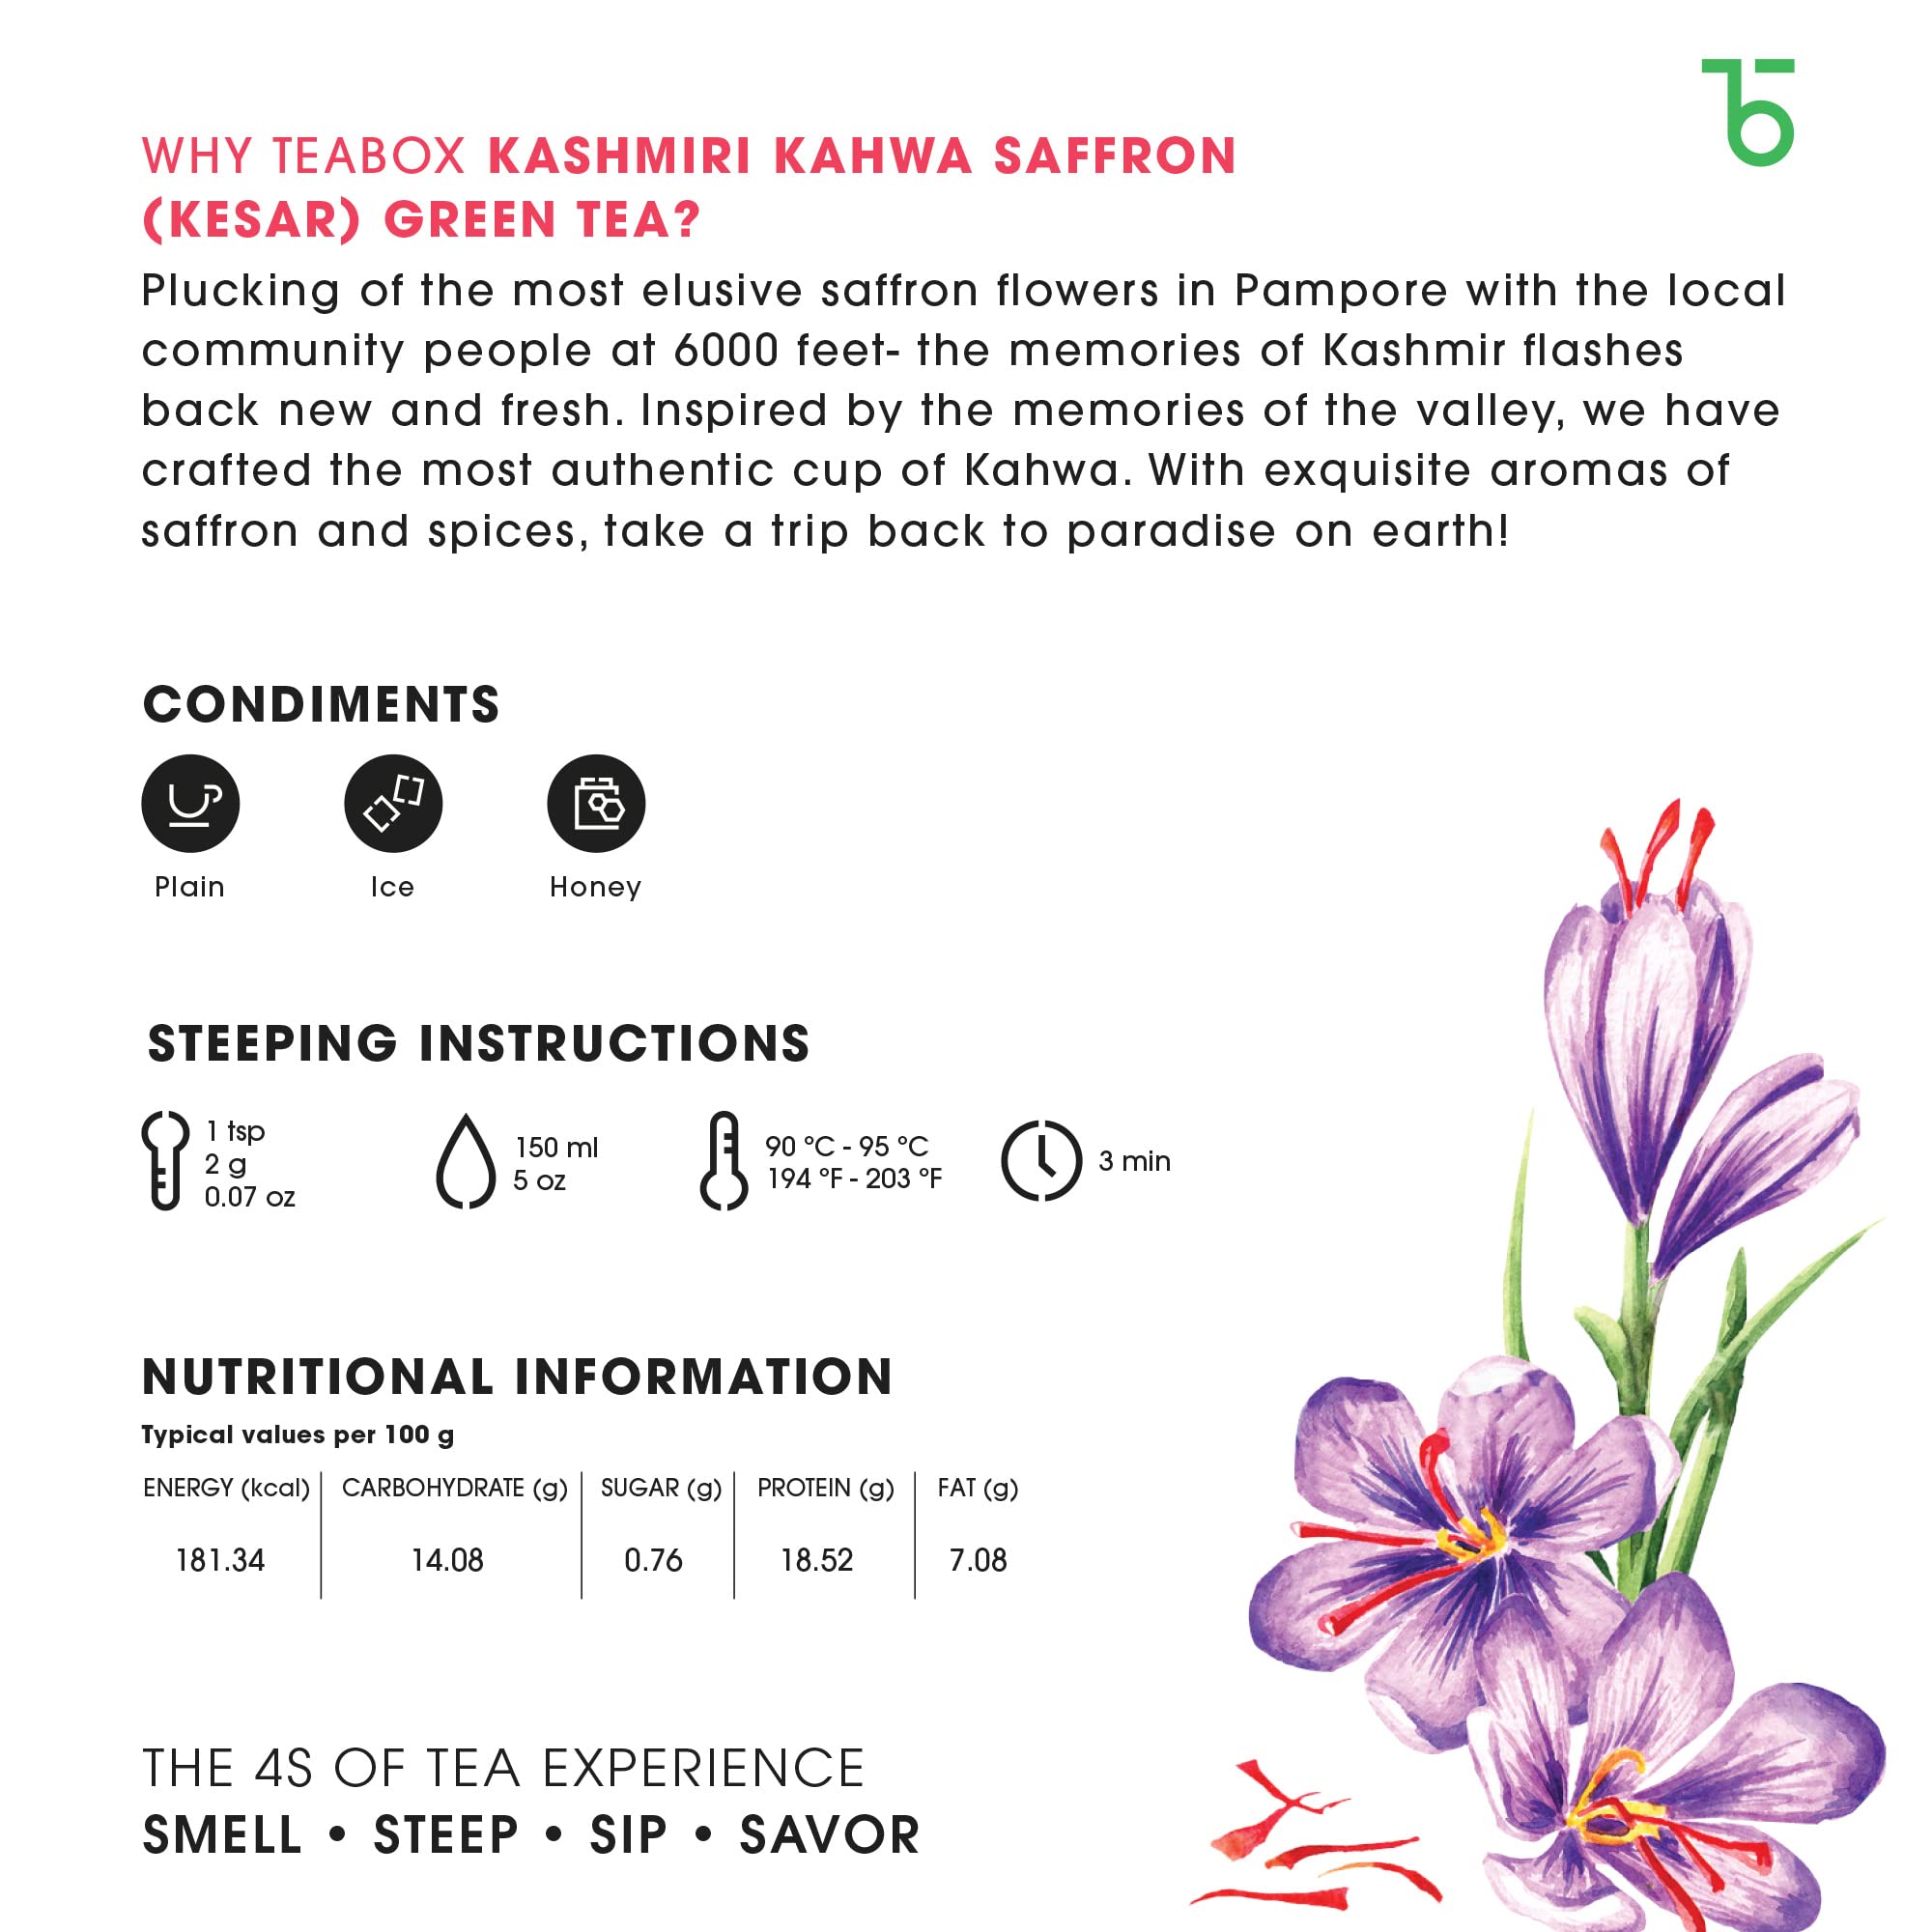 WHY TEABOX KASHMIRI KAHWA SAFFRON
(KESAR) GREEN TEA?
Plucking of the most elusive saffron flowers in Pampore with the local
community people at 6000 feet- the memories of Kashmir flashes
back new and fresh. Inspired by the memories of the valley, we have
crafted the most authentic cup of Kahwa. With exquisite aromas of
saffron and spices, take a trip back to paradise on earth!
CONDIMENTS
Plain Ice Honey
STEEPING INSTRUCTIONS
1 tsp
2 g
0.07 oz
150 ml
5 oz
90 °C - 95 °C
194 °F - 203 °F
3 min
NUTRITIONAL INFORMATION
Typical values per 100 g
ENERGY (kcal) CARBOHYDRATE (g) SUGAR (g) PROTEIN (g) FAT (g)
181.34 14.08 0.76 18.52 7.08
THE 4S OF TEA EXPERIENCE
SMELL • STEEP • SIP • SAVOR